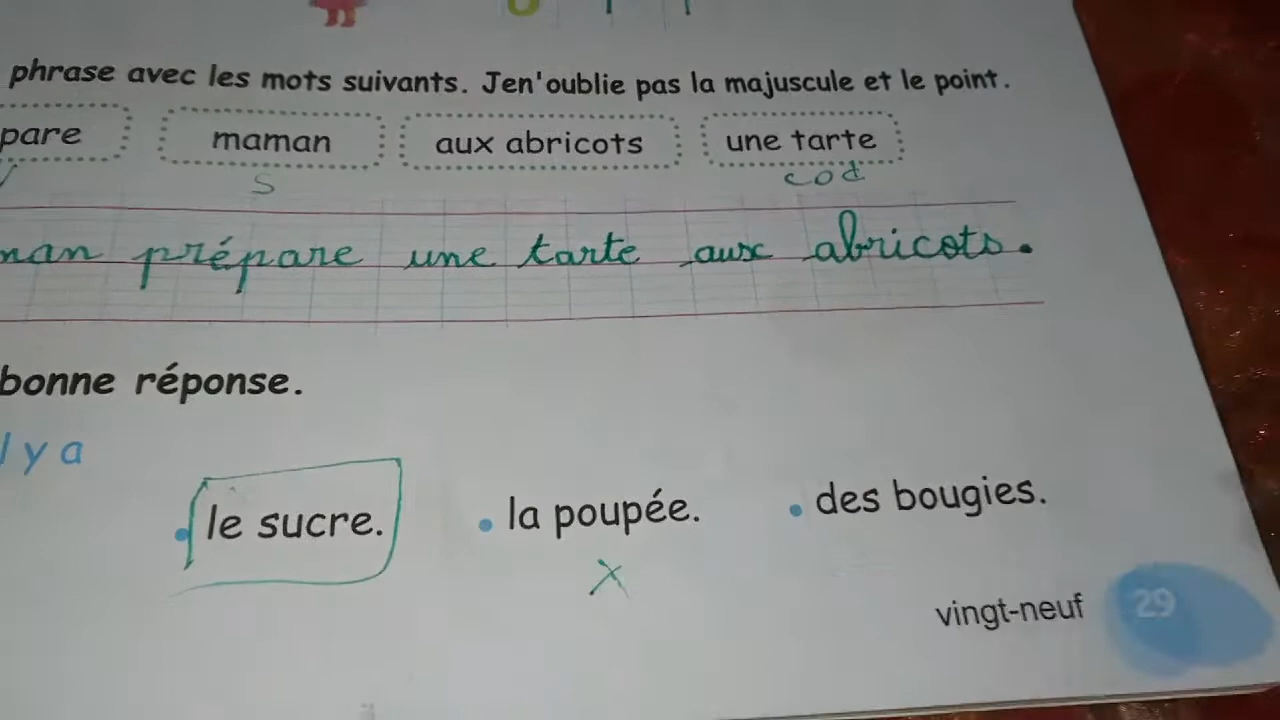 phrase avec les mots suivants. Jen'oublie pas la majuscule et le point.
pare maman aux abricots une tarte
S cod
man prépare une tarte aux abricots.
bonne réponse.
l y a
• le sucre. • la poupée. • des bougies.
X
vingt-neuf 29